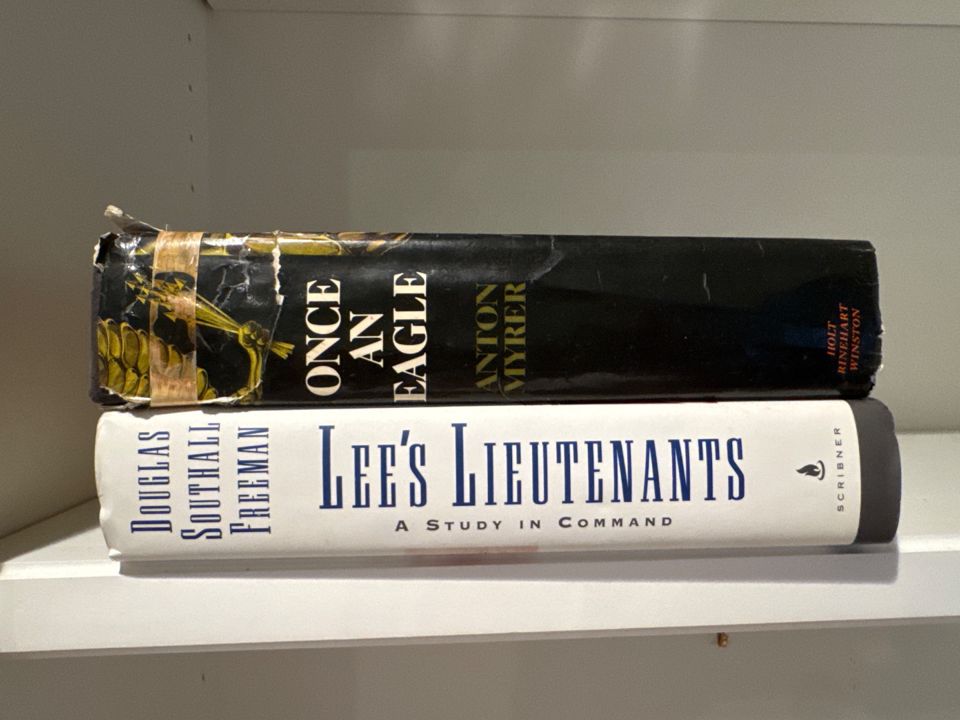 ONCE
AN
EAGLE
ANTON
MYRER
HOLT
RINEHART
WINSTON
DOUGLAS
SOUTHALL
FREEMAN
LEE'S LIEUTENANTS
A STUDY IN COMMAND
SCRIBNER